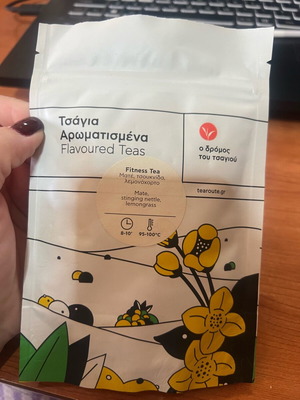 Τσάγια
Αρωματισμένα
Flavoured Teas
ο δρόμος
του τσαγιού
tearoute.gr
Fitness Tea
Ματέ, τσουκνίδα,
λεμονόχορτο
Mate,
stinging nettle,
lemongrass
8-10'
95-100°C